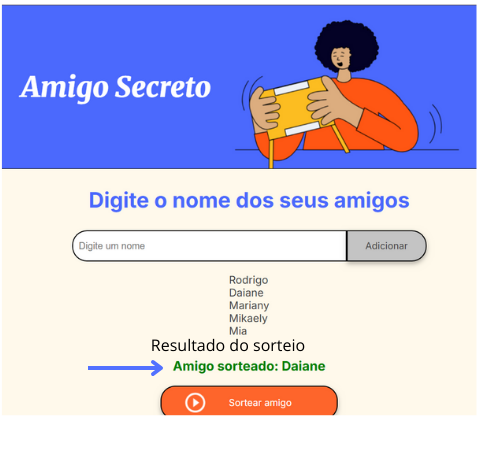 Amigo Secreto
Digite o nome dos seus amigos
Digite um nome
Adicionar
Rodrigo
Daiane
Mariany
Mikaely
Mia
Resultado do sorteio
Amigo sorteado: Daiane
Sortear amigo